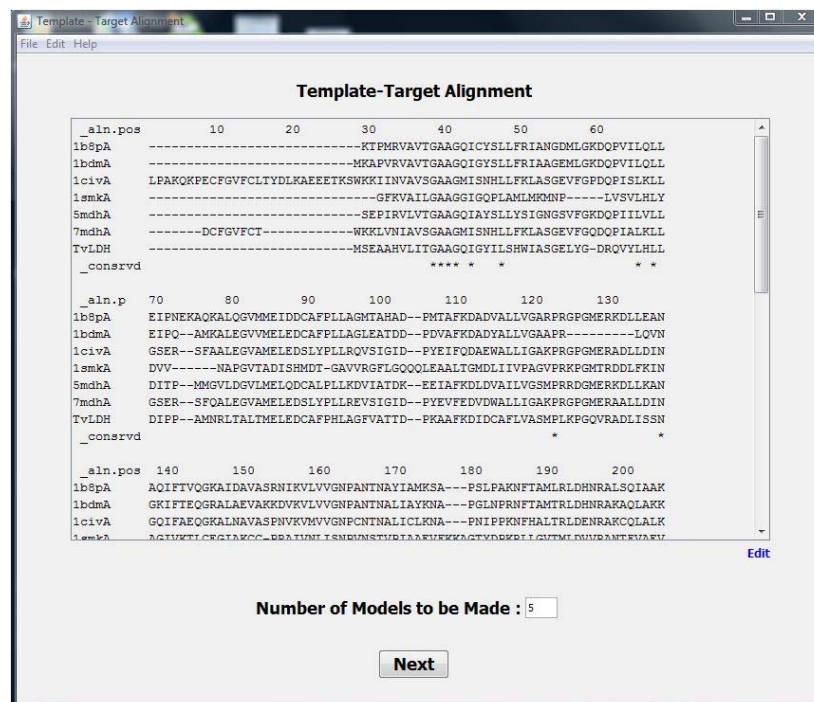 Template - Target Alignment
File Edit Help
Template-Target Alignment
_aln.pos 10 20 30 40 50 60
1b8pA ----------------------------KTPMRVAVTGAAGQICYSLLFRIANGDMLGKDQPVILQLL
1bdmA ---------------------------MKAPVRVAVTGAAGQIGYSLLFRIAAGEMLGKDQPVILQLL
1civA LPAKQKPECFGVFCLTYDLKAEEETKSWKKIINVAVSGAAGMISNHLLFKLASGEVFGPDQPISLKLL
1smkA ------------------------------GFKVAILGAAGGIGQPLAMLMKMNP-----LVSVLHLY
5mdhA ----------------------------SEPIRVLVTGAAGQIAYSLLYSIGNGSVFGKDQPIILVLL
7mdhA -------DCFGVFCT------------WKKLVNIAVSGAAGMISNHLLFKLASGEVFGQDQPIALKLL
TvLDH ---------------------------MSEAAHVLITGAAGQIGYILSHWIASGELYG-DRQVYLHLL
_consrvd **** * * * *
_aln.p 70 80 90 100 110 120 130
1b8pA EIPNEKAQKALQGVMMEIDDCAFPLLAGMTAHAD--PMTAFKDADVALLVGARPRGPGMERKDLLEAN
1bdmA EIPQ--AMKALEGVVMELEDCAFPLLAGLEATDD--PDVAFKDADYALLVGAAPR---------LQVN
1civA GSER--SFAALEGVAMELEDSLYPLLRQVSIGID--PYEIFQDAEWALLIGAKPRGPGMERADLLDIN
1smkA DVV------NAPGVTADISHMDT-GAVVRGFLGQQQLEAALTGMDLIIVPAGVPRKPGMTRDDLFKIN
5mdhA DITP--MMGVLDGVLMELQDCALPLLKDVIATDK--EEIAFKDLDVAILVGSMPRRDGMERKDLLKAN
7mdhA GSER--SFQALEGVAMELEDSLYPLLREVSIGID--PYEVFEDVDWALLIGAKPRGPGMERAALLDIN
TvLDH DIPP--AMNRLTALTMELEDCAFPHLAGFVATTD--PKAAFKDIDCAFLVASMPLKPGQVRADLISSN
_consrvd * *
_aln.pos 140 150 160 170 180 190 200
1b8pA AQIFTVQGKAIDAVASRNIKVLVVGNPANTNAYIAMKSA---PSLPAKNFTAMLRLDHNRALSQIAAK
1bdmA GKIFTEQGRALAEVAKKDVKVLVVGNPANTNALIAYKNA---PGLNPRNFTAMTRLDHNRAKAQLAKK
1civA GQIFAEQGKALNAVASPNVKVMVVGNPCNTNALICLKNA---PNIPPKNFHALTRLDENRAKCQLALK
1smkA
Edit
Number of Models to be Made : 5
Next